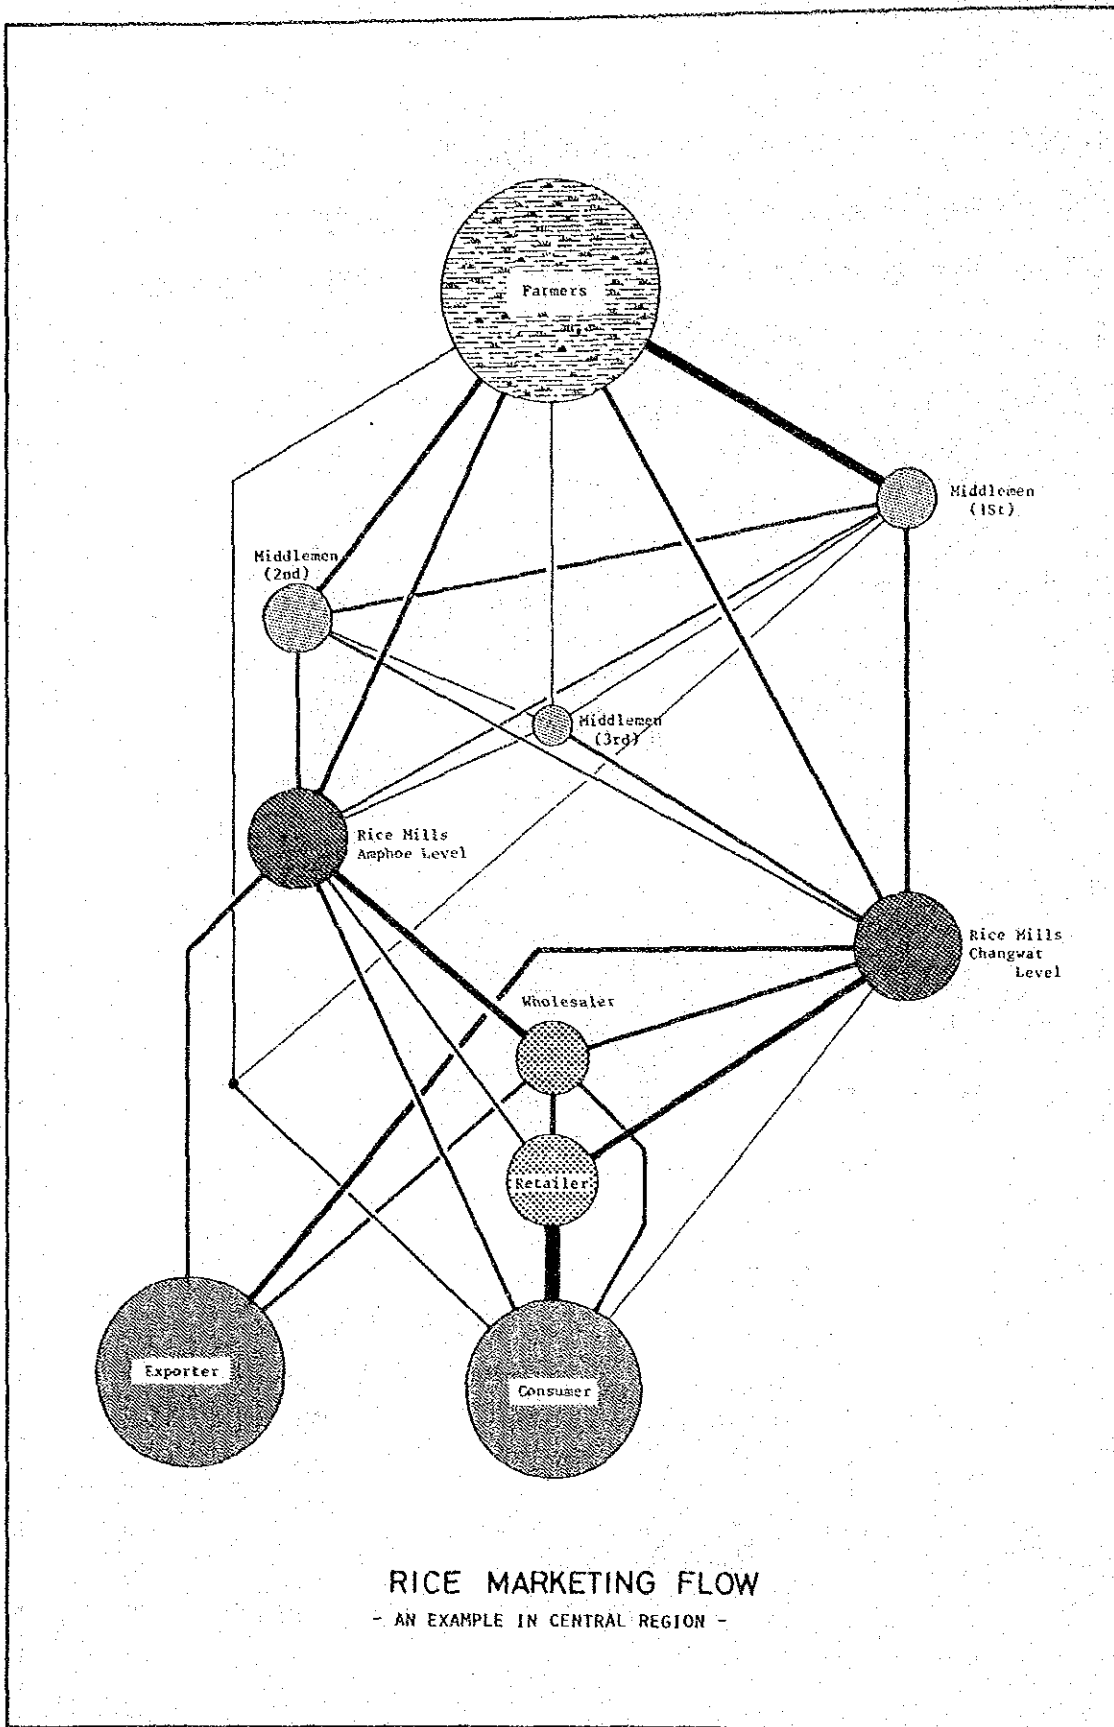 Farmers
Middlemen
(1St)
Middlemen
(2nd)
Middlemen
(3rd)
Rice Mills
Amphoe Level
Rice Mills
Changwat
Level
Wholesaler
Retailer
Exporter
Consumer
RICE MARKETING FLOW
- AN EXAMPLE IN CENTRAL REGION -